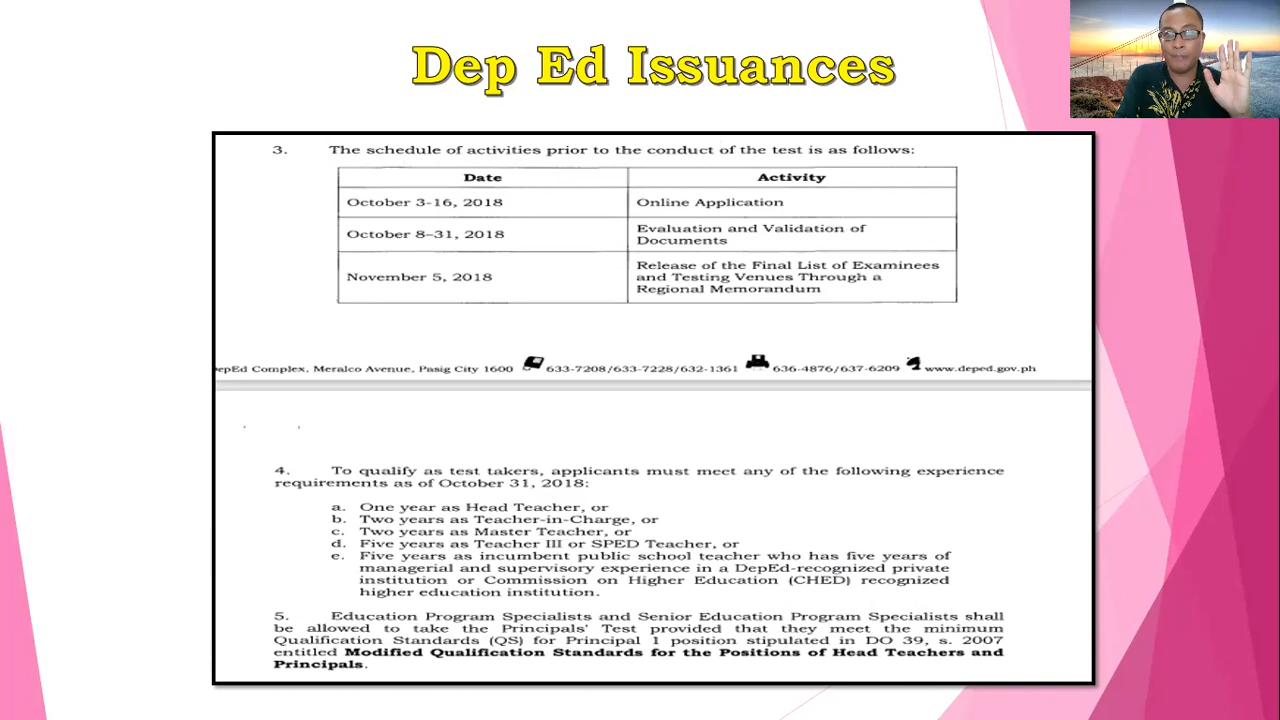 Dep Ed Issuances
3. The schedule of activities prior to the conduct of the test is as follows:
Date Activity
October 3-16, 2018 Online Application
October 8–31, 2018 Evaluation and Validation of
Documents
November 5, 2018 Release of the Final List of Examinees
and Testing Venues Through a
Regional Memorandum
Complex, Meralco Avenue, Pasig City 1600 633-7208/633-7228/632-1361 636-4876/637-6209 www.deped.gov.ph
4. To qualify as test takers, applicants must meet any of the following experience
requirements as of October 31, 2018:
a. One year as Head Teacher, or
b. Two years as Teacher-in-Charge, or
c. Two years as Master Teacher, or
d. Five years as Teacher III or SPED Teacher, or
e. Five years as incumbent public school teacher who has five years of
managerial and supervisory experience in a DepEd-recognized private
institution or Commission on Higher Education (CHED) recognized
higher education institution.
5. Education Program Specialists and Senior Education Program Specialists shall
be allowed to take the Principals' Test provided that they meet the minimum
Qualification Standards (QS) for Principal 1 position stipulated in DO 39, s. 2007
entitled Modified Qualification Standards for the Positions of Head Teachers and
Principals.